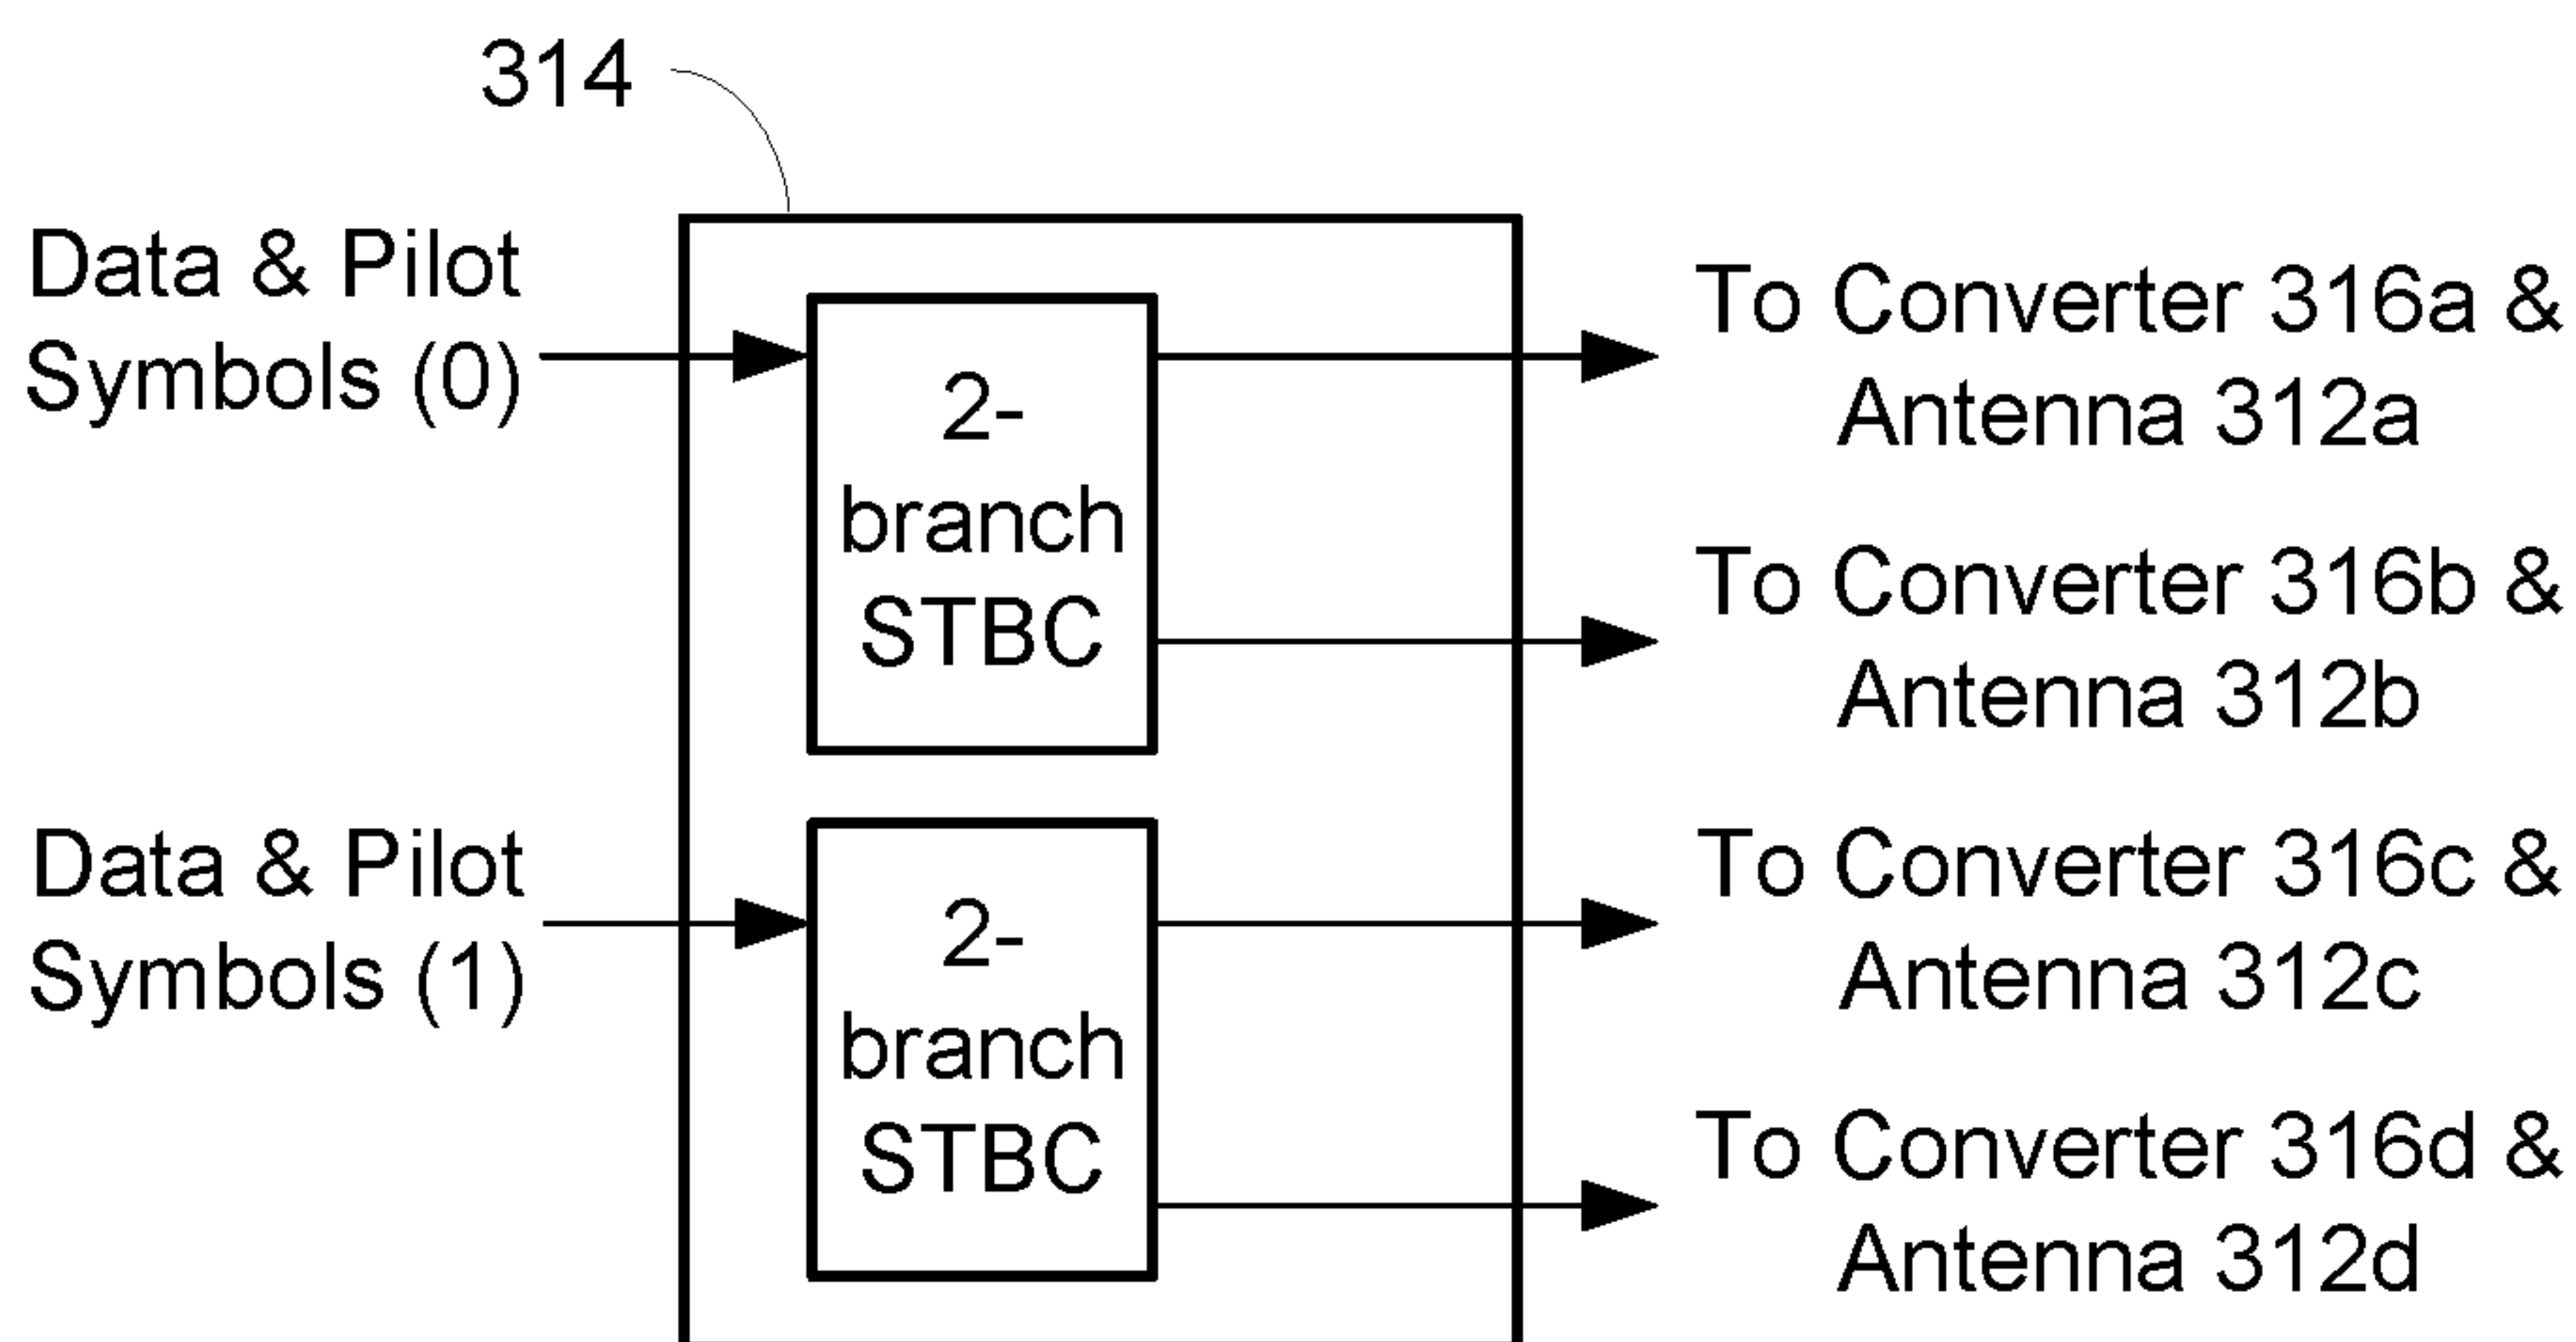 314
Data & Pilot
Symbols (0)
2-
branch
STBC
To Converter 316a &
Antenna 312a
To Converter 316b &
Antenna 312b
Data & Pilot
Symbols (1)
2-
branch
STBC
To Converter 316c &
Antenna 312c
To Converter 316d &
Antenna 312d